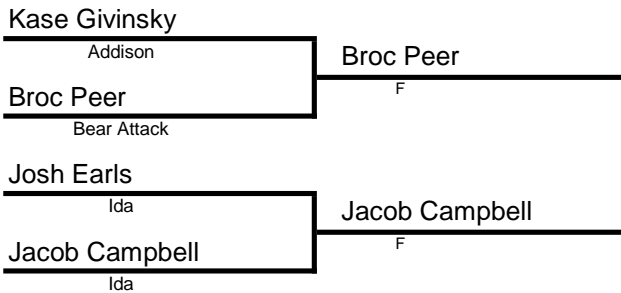 Kase Givinsky
Addison
Broc Peer
F
Broc Peer
Bear Attack
Josh Earls
Ida
Jacob Campbell
F
Jacob Campbell
Ida